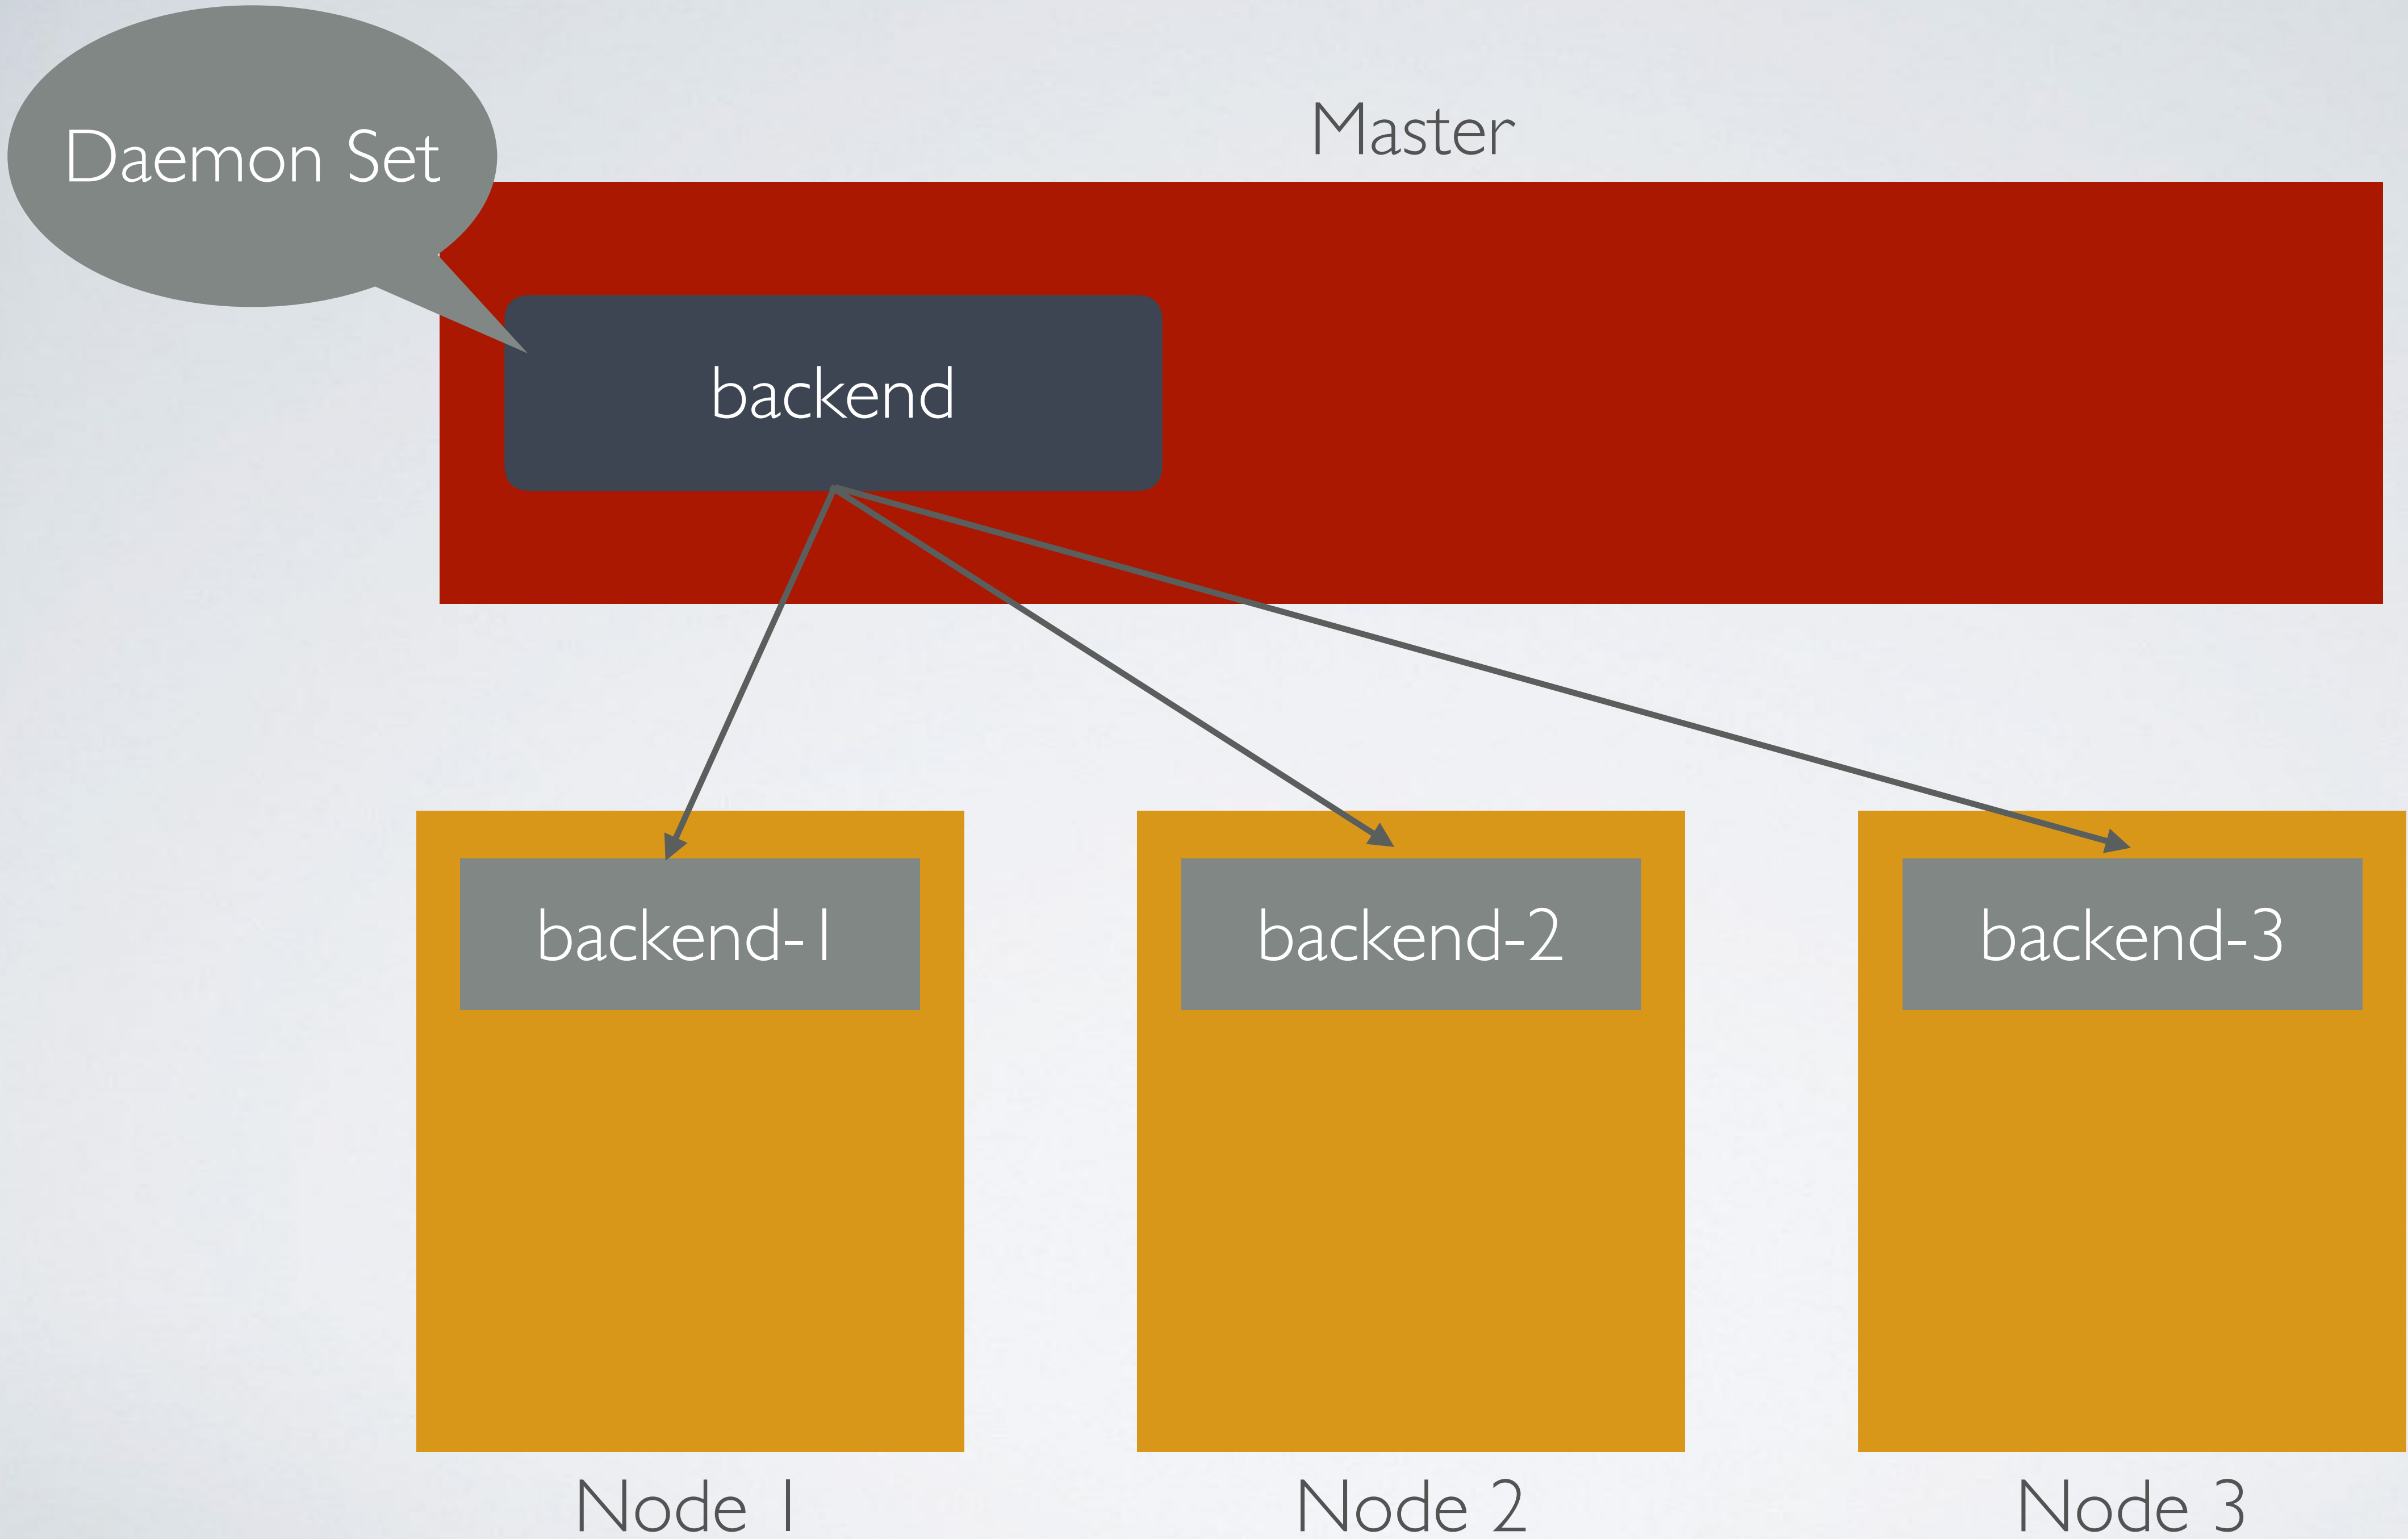 Daemon Set
Master
backend
backend-1
backend-2
backend-3
Node 1
Node 2
Node 3